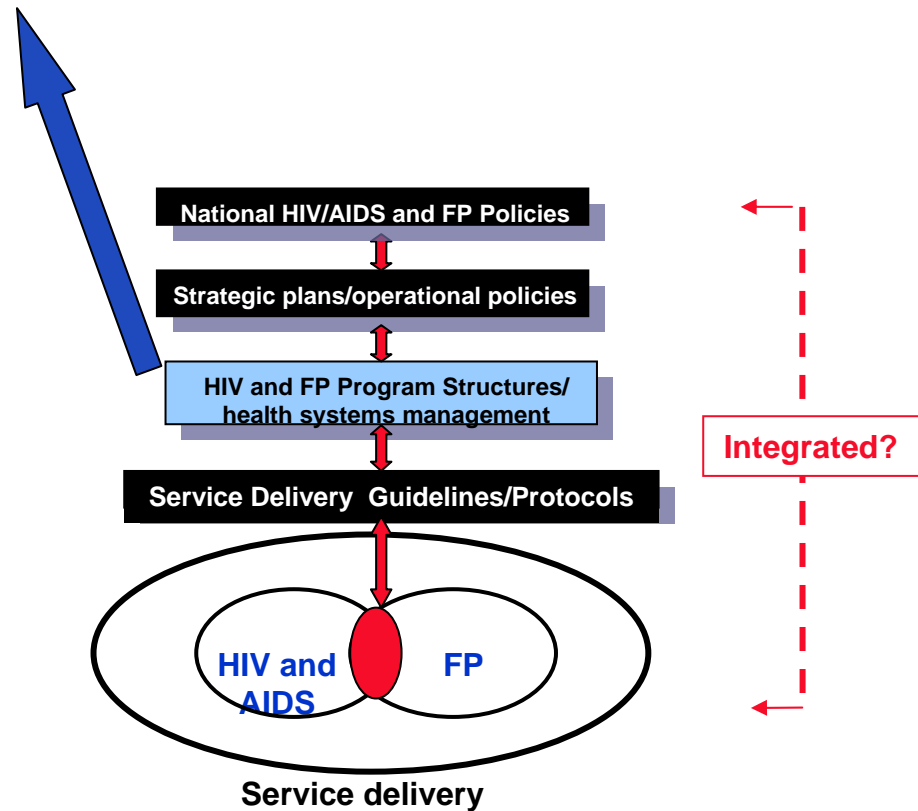 National HIV/AIDS and FP Policies
Strategic plans/operational policies
HIV and FP Program Structures/
health systems management
Integrated?
Service Delivery Guidelines/Protocols
HIV and
AIDS
FP
Service delivery